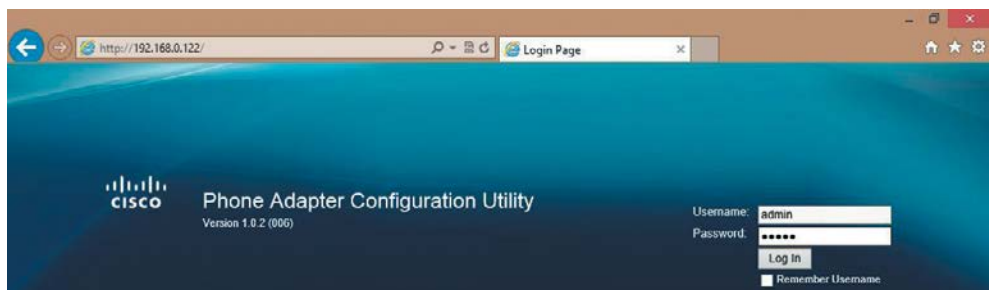 http://192.168.0.122/
Login Page
CISCO
Phone Adapter Configuration Utility
Version 1.0.2 (006)
Username: admin
Password: •••••
Log In
Remember Username